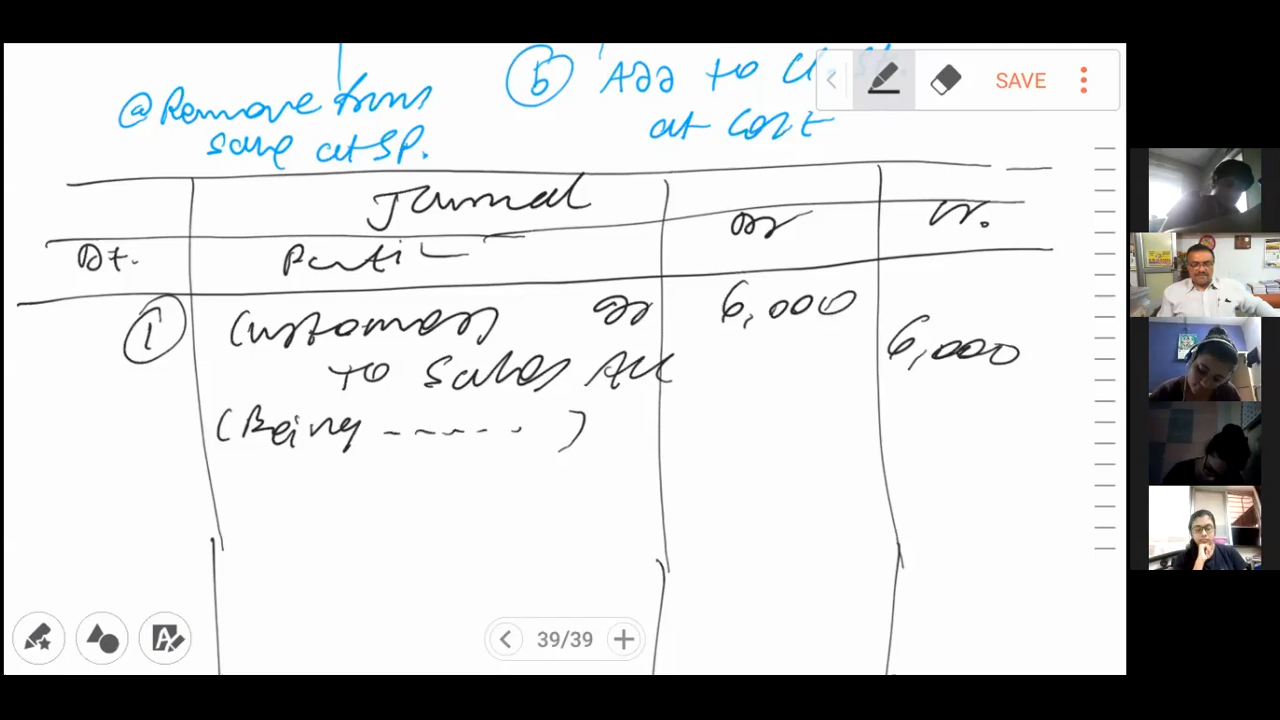 @ Remove from
sale at SP.
(b) Add to Cl.
at cost
SAVE
Journal
Dt.
Dr
Cr.
① Customers Dr 6,000
To Sales A/c 6,000
(Being ------ )
39/39